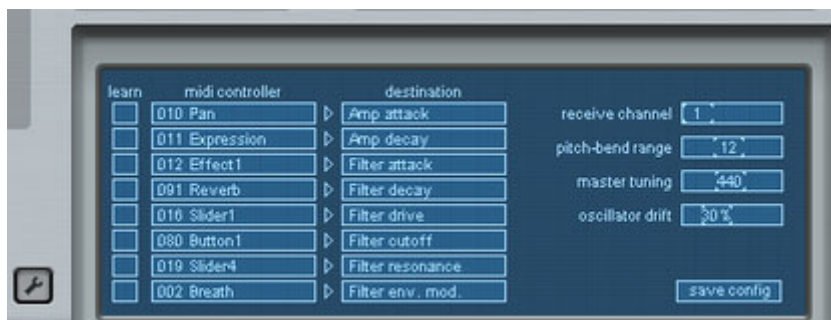 learn midi controller destination
010 Pan Amp attack
011 Expression Amp decay
012 Effect1 Filter attack
091 Reverb Filter decay
016 Slider1 Filter drive
080 Button1 Filter cutoff
019 Slider4 Filter resonance
002 Breath Filter env. mod.
receive channel 1
pitch-bend range 12
master tuning 440
oscillator drift 30%
save config